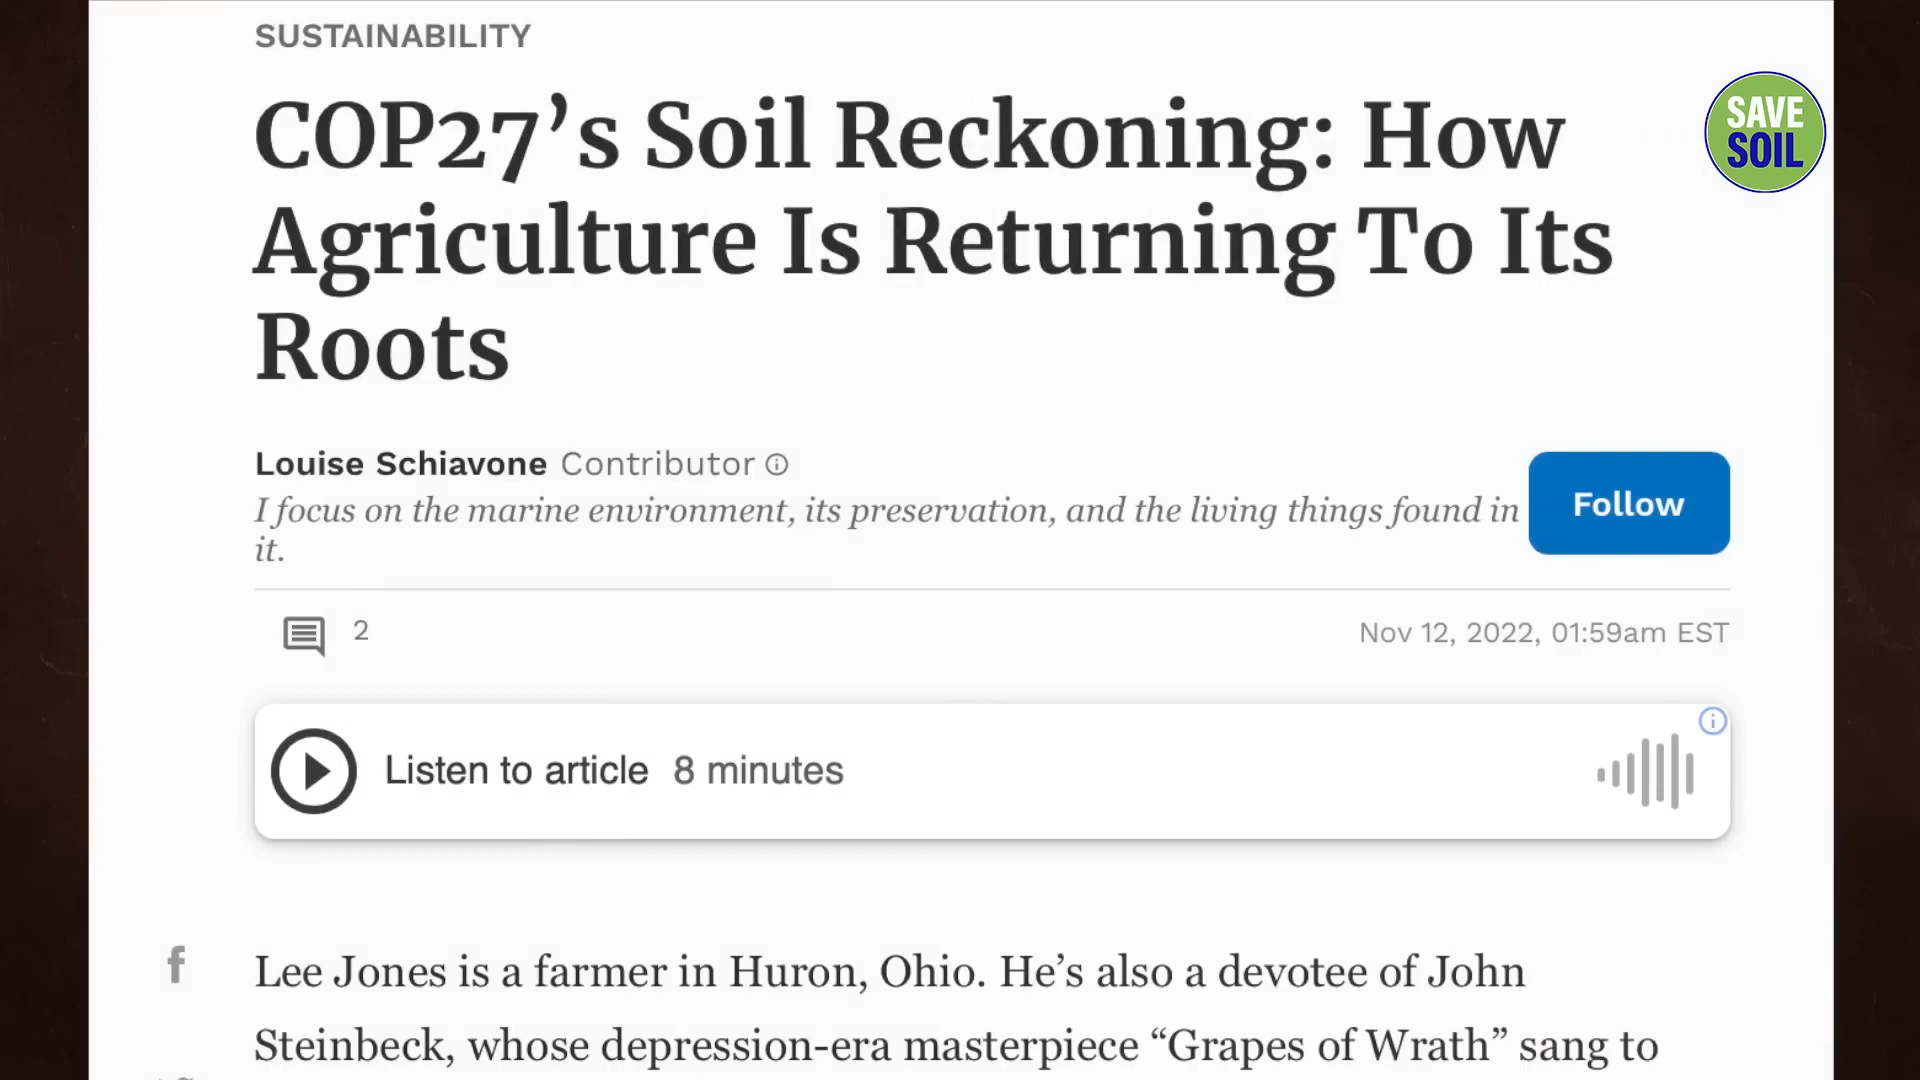 SUSTAINABILITY
COP27’s Soil Reckoning: How
Agriculture Is Returning To Its
Roots
SAVE
SOIL
Louise Schiavone Contributor
I focus on the marine environment, its preservation, and the living things found in
it.
Follow
2
Nov 12, 2022, 01:59am EST
Listen to article 8 minutes
Lee Jones is a farmer in Huron, Ohio. He’s also a devotee of John
Steinbeck, whose depression-era masterpiece “Grapes of Wrath” sang to